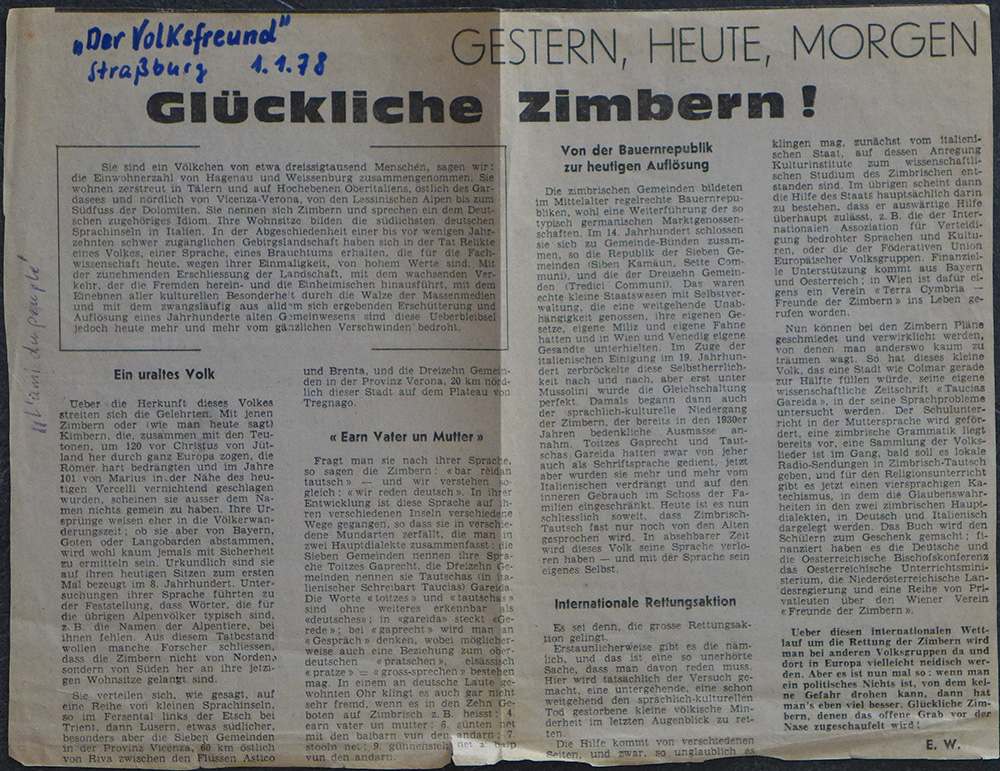 „Der Volksfreund"
Straßburg 1.1.78
GESTERN, HEUTE, MORGEN
Glückliche Zimbern!
Sie sind ein Völkchen von etwa dreissigtausend Menschen, sagen wir:
die Einwohnerzahl von Hagenau und Weissenburg zusammengenommen. Sie
wohnen zerstreut in Tälern und auf Hochebenen Oberitaliens, östlich des Gar-
dasees und nördlich von Vicenza-Verona, von den Lessinischen Alpen bis zum
Südfuss der Dolomiten. Sie nennen sich Zimbern und sprechen ein dem Deut-
schen zugehöriges Idiom. Ihre Wohnsitze bilden die südlichsten deutschen
Sprachinseln in Italien. In der Abgeschiedenheit einer bis vor wenigen Jahr-
zehnten schwer zugänglichen Gebirgslandschaft haben sich in der Tat Relikte
eines Volkes, einer Sprache, eines Brauchtums erhalten, die für die Fach-
wissenschaft heute, wegen ihrer Einmaligkeit, von hohem Werte sind. Mit
der zunehmenden Erschliessung der Landschaft, mit dem wachsenden Ver-
kehr, der die Fremden herein- und die Einheimischen hinausführt, mit dem
Einebnen aller kulturellen Besonderheit durch die Walze der Massenmedien
und mit dem zwangsläufig aus alldem sich ergebenden Erschütterung und
Auflösung eines Jahrhunderte alten Gemeinwesens sind diese Ueberbleibsel
jedoch heute mehr und mehr vom gänzlichen Verschwinden bedroht.
Ein uraltes Volk
Ueber die Herkunft dieses Volkes
streiten sich die Gelehrten. Mit jenen
Zimbern oder (wie man heute sagt)
Kimbern, die, zusammen mit den Teu-
tonen, um 120 vor Christus von Jüt-
land her durch ganz Europa zogen, die
Römer hart bedrängten und im Jahre
101 von Marius in der Nähe des heu-
tigen Vercelli vernichtend geschlagen
wurden, scheinen sie ausser dem Na-
men nichts gemein zu haben. Ihre Ur-
sprünge weisen eher in die Völkerwan-
derungszeit; ob sie aber von Bayern,
Goten oder Langobarden abstammen,
wird wohl kaum jemals mit Sicherheit
zu ermitteln sein. Urkundlich sind sie
auf ihren heutigen Sitzen zum ersten
Mal bezeugt im 8. Jahrhundert. Unter-
suchungen ihrer Sprache führten zu
der Feststellung, dass Wörter, die für
die übrigen Alpenvölker typisch sind,
z. B. die Namen der Alpentiere, bei
ihnen fehlen. Aus diesem Tatbestand
wollen manche Forscher schliessen,
dass die Zimbern nicht von Norden,
sondern von Süden her an ihre jetzi-
gen Wohnsitze gelangt sind.
Sie verteilen sich, wie gesagt, auf
eine Reihe von kleinen Sprachinseln,
so im Fersental links der Etsch bei
Trient, dann Lusern, etwas südlicher,
besonders aber die Sieben Gemeinden
in der Provinz Vicenza, 60 km östlich
von Riva zwischen den Flüssen Astico
und Brenta, und die Dreizehn Gemein-
den in der Provinz Verona, 20 km nörd-
lich dieser Stadt auf dem Plateau von
Tregnago.
« Earn Vater un Mutter »
Fragt man sie nach ihrer Sprache,
so sagen die Zimbern: « bar reidan
tautsch » — und wir verstehen so-
gleich: « wir reden deutsch ». In ihrer
Entwicklung ist diese Sprache auf ih-
ren verschiedenen Inseln verschiedene
Wege gegangen, so dass sie in verschie-
dene Mundarten zerfällt, die man in
zwei Hauptdialekte zusammenfasst: die
Sieben Gemeinden nennen ihre Spra-
che Toitzes Gaprecht, die Dreizehn Ge-
meinden nennen sie Tautschas (in ita-
lienischer Schreibart Taucias) Gareida.
Die Worte « toitzes » und « tautschas »
sind ohne weiteres erkennbar als
«deutsches»; in «gareida» steckt «Ge-
rede»; bei « gaprecht » wird man an
« Gespräch » denken, wobei möglicher-
weise auch eine Beziehung zum ober-
deutschen « pratschen », elsässisch
« pratze » = « gross-sprechen » bestehen
mag. In einem an deutsche Laute ge-
wohnten Ohr klingt es auch gar nicht
sehr fremd, wenn es in den Zehn Ge-
boten auf Zimbrisch z. B. heisst: 4.
earn vater un mutter; 6. sünten net
mit den baibarn vun den andarn; 7.
stooln net; 9. günnensich net z' baip
vun den andarn.
Von der Bauernrepublik
zur heutigen Auflösung
Die zimbrischen Gemeinden bildeten
im Mittelalter regelrechte Bauernrepu-
bliken, wohl eine Weiterführung der so
typisch germanischen Markgenossen-
schaften. Im 14. Jahrhundert schlossen
sie sich zu Gemeinde-Bünden zusam-
men, so die Republik der Sieben Ge-
meinden (Siben Kamäun, Sette Com-
muni), und die der Dreizehn Gemein-
den (Tredici Communi). Das waren
echte kleine Staatswesen mit Selbstver-
waltung, die eine weitgehende Unab-
hängigkeit genossen, ihre eigenen Ge-
setze, eigene Miliz und eigene Fahne
hatten und in Wien und Venedig eigene
Gesandte unterhielten. Im Zuge der
italienischen Einigung im 19. Jahrhun-
dert zerbröckelte diese Selbstherrlich-
keit nach und nach, aber erst unter
Mussolini wurde die Gleichschaltung
perfekt. Damals begann dann auch
der sprachlich-kulturelle Niedergang
der Zimbern, der bereits in den 1930er
Jahren bedenkliche Ausmasse an-
nahm. Toitzes Gaprecht und Taut-
schas Gareida hatten zwar von jeher
auch als Schriftsprache gedient, jetzt
aber wurden sie mehr und mehr vom
Italienischen verdrängt und auf den
inneren Gebrauch im Schoss der Fa-
milien eingeschränkt. Heute ist es nun
schliesslich soweit, dass Zimbrisch-
Tautsch fast nur noch von den Alten
gesprochen wird. In absehbarer Zeit
wird dieses Volk seine Sprache verlo-
ren haben — und mit der Sprache sein
eigenes Selbst.
Internationale Rettungsaktion
Es sei denn, die grosse Rettungsak-
tion gelingt.
Erstaunlicherweise gibt es die näm-
lich, und das ist eine so unerhörte
Sache, dass man davon reden muss.
Hier wird tatsächlich der Versuch ge-
macht, eine untergehende, eine schon
weitgehend den sprachlich-kulturellen
Tod gestorbene kleine völkische Min-
derheit im letzten Augenblick zu ret-
ten.
Die Hilfe kommt von verschiedenen
Seiten, und zwar, so unglaublich es
klingen mag, zunächst vom italieni-
schen Staat, auf dessen Anregung
Kulturinstitute zum wissenschaftli-
schen Studium des Zimbrischen ent-
standen sind. Im übrigen scheint dann
die Hilfe des Staats hauptsächlich darin
zu bestehen, dass er auswärtige Hilfe
überhaupt zulässt, z. B. die der Inter-
nationalen Assoziation für Verteidi-
gung bedrohter Sprachen und Kultu-
ren, oder die der Föderativen Union
Europäischer Volksgruppen. Finanziel-
le Unterstützung kommt aus Bayern
und Oesterreich; in Wien ist dafür ei-
gens ein Verein « Terra Cymbria —
Freunde der Zimbern » ins Leben ge-
rufen worden.
Nun können bei den Zimbern Pläne
geschmiedet und verwirklicht werden,
von denen man anderswo kaum zu
träumen wagt. So hat dieses kleine
Volk, das eine Stadt wie Colmar gerade
zur Hälfte füllen würde, seine eigene
wissenschaftliche Zeitschrift « Taucias
Gareida », in der seine Sprachprobleme
untersucht werden. Der Schulunter-
richt in der Muttersprache wird geför-
dert, eine zimbrische Grammatik liegt
bereits vor, eine Sammlung der Volks-
lieder ist im Gang, bald soll es lokale
Radio-Sendungen in Zimbrisch-Tautsch
geben, und für den Religionsunterricht
gibt es jetzt einen viersprachigen Ka-
techismus, in dem die Glaubenswahr-
heiten in den zwei zimbrischen Haupt-
dialekten, in Deutsch und Italienisch
dargelegt werden. Das Buch wird den
Schülern zum Geschenk gemacht; fi-
nanziert haben es die Deutsche und
die Oesterreichische Bischofskonferenz
das Oesterreichische Unterrichtsmini-
sterium, die Niederösterreichische Lan-
desregierung und eine Reihe von Pri-
vatleuten über den Wiener Verein
« Freunde der Zimbern ».
Ueber diesen internationalen Wett-
lauf um die Rettung der Zimbern wird
man bei anderen Volksgruppen da und
dort in Europa vielleicht neidisch wer-
den. Aber es ist nun mal so: wenn man
ein politisches Nichts ist, von dem kei-
ne Gefahr drohen kann, dann hat
man's eben viel besser. Glückliche Zim-
bern, denen das offene Grab vor der
Nase zugeschaufelt wird!
E. W.